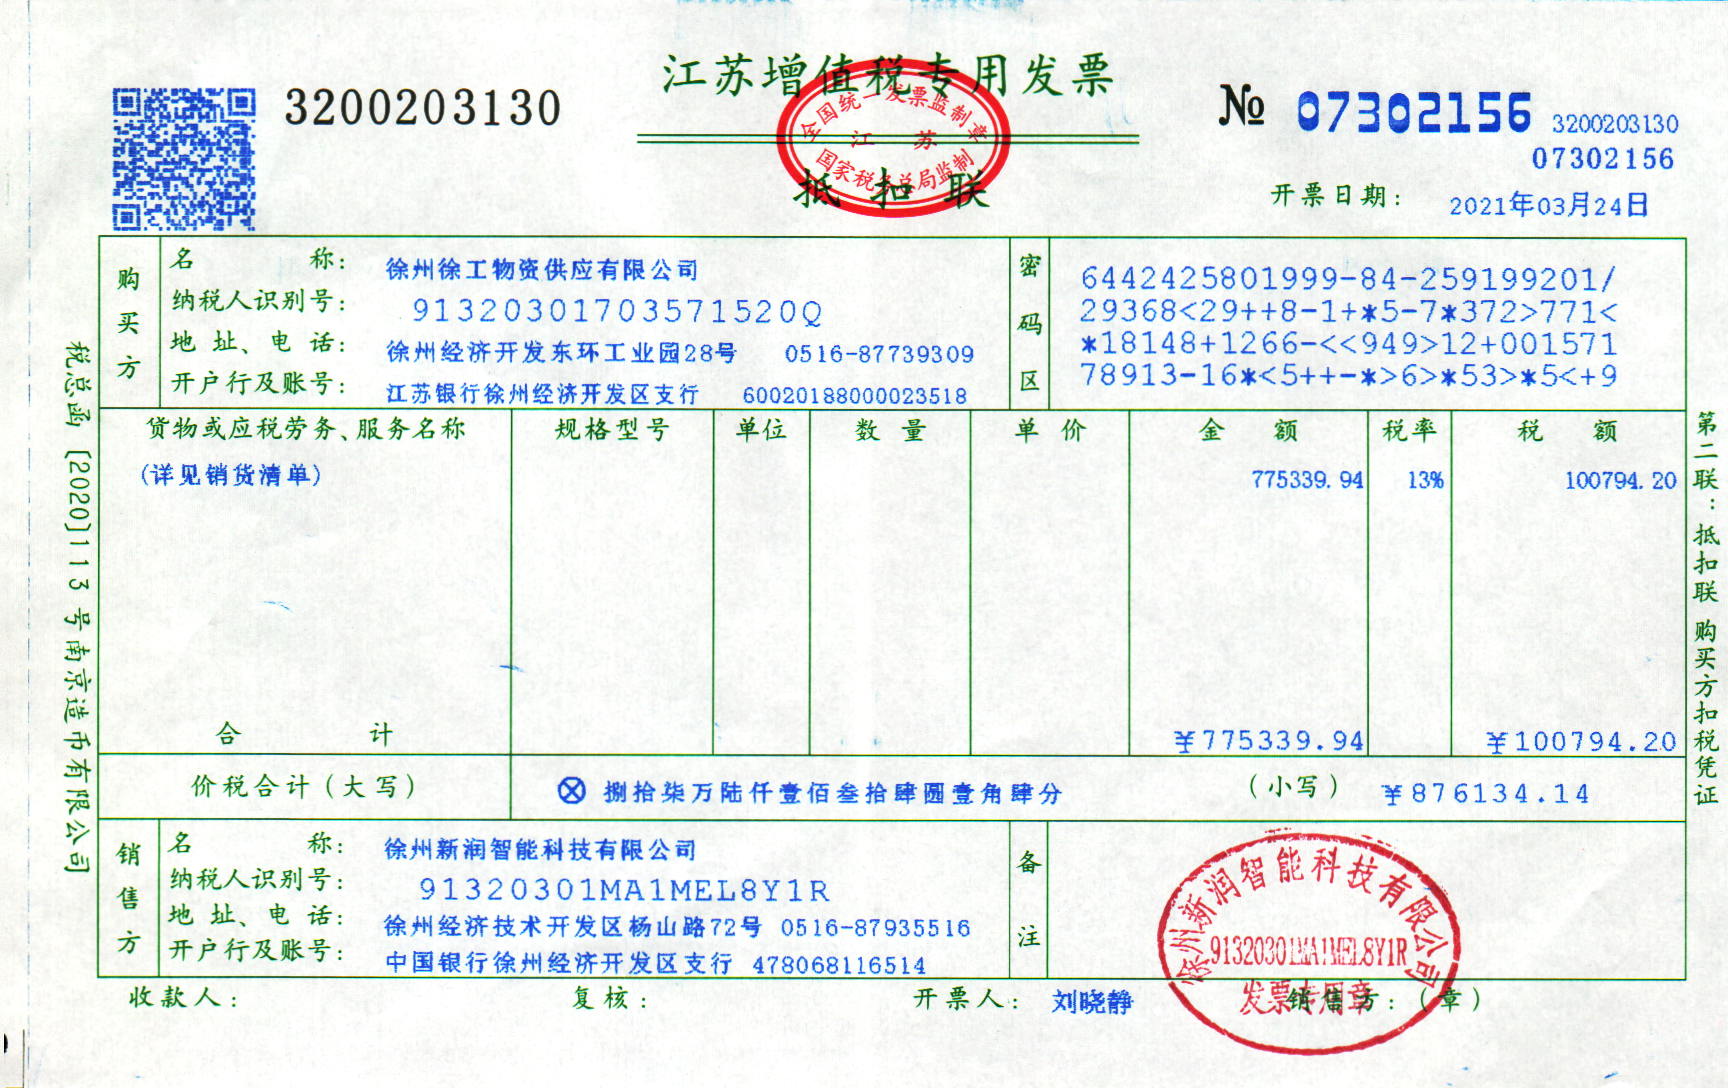 3200203130
江苏增值税专用发票
全国统一发票监制章
江苏
国家税务总局监制
抵扣联
№ 07302156
3200203130
07302156
开票日期: 2021年03月24日
购买方
名称: 徐州徐工物资供应有限公司
纳税人识别号: 91320301703571520Q
地址、电话: 徐州经济开发东环工业园28号 0516-87739309
开户行及账号: 江苏银行徐州经济开发区支行 60020188000023518
密码区
6442425801999-84-259199201/
29368<29++8-1+*5-7*372>771<
*18148+1266-<<949>12+001571
78913-16*<5++-*>6>*53>*5<+9
货物或应税劳务、服务名称 规格型号 单位 数量 单价 金额 税率 税额
(详见销货清单) 775339.94 13% 100794.20
合计 ¥775339.94 ¥100794.20
价税合计(大写) ⊗ 捌拾柒万陆仟壹佰叁拾肆圆壹角肆分 (小写) ¥876134.14
销售方
名称: 徐州新润智能科技有限公司
纳税人识别号: 91320301MA1MEL8Y1R
地址、电话: 徐州经济技术开发区杨山路72号 0516-87935516
开户行及账号: 中国银行徐州经济开发区支行 478068116514
备注
徐州新润智能科技有限公司
91320301MA1MEL8Y1R
发票专用章
收款人: 复核: 开票人: 刘晓静 销售方:(章)
税总函[2020]113号南京造币有限公司
第二联:抵扣联 购买方扣税凭证